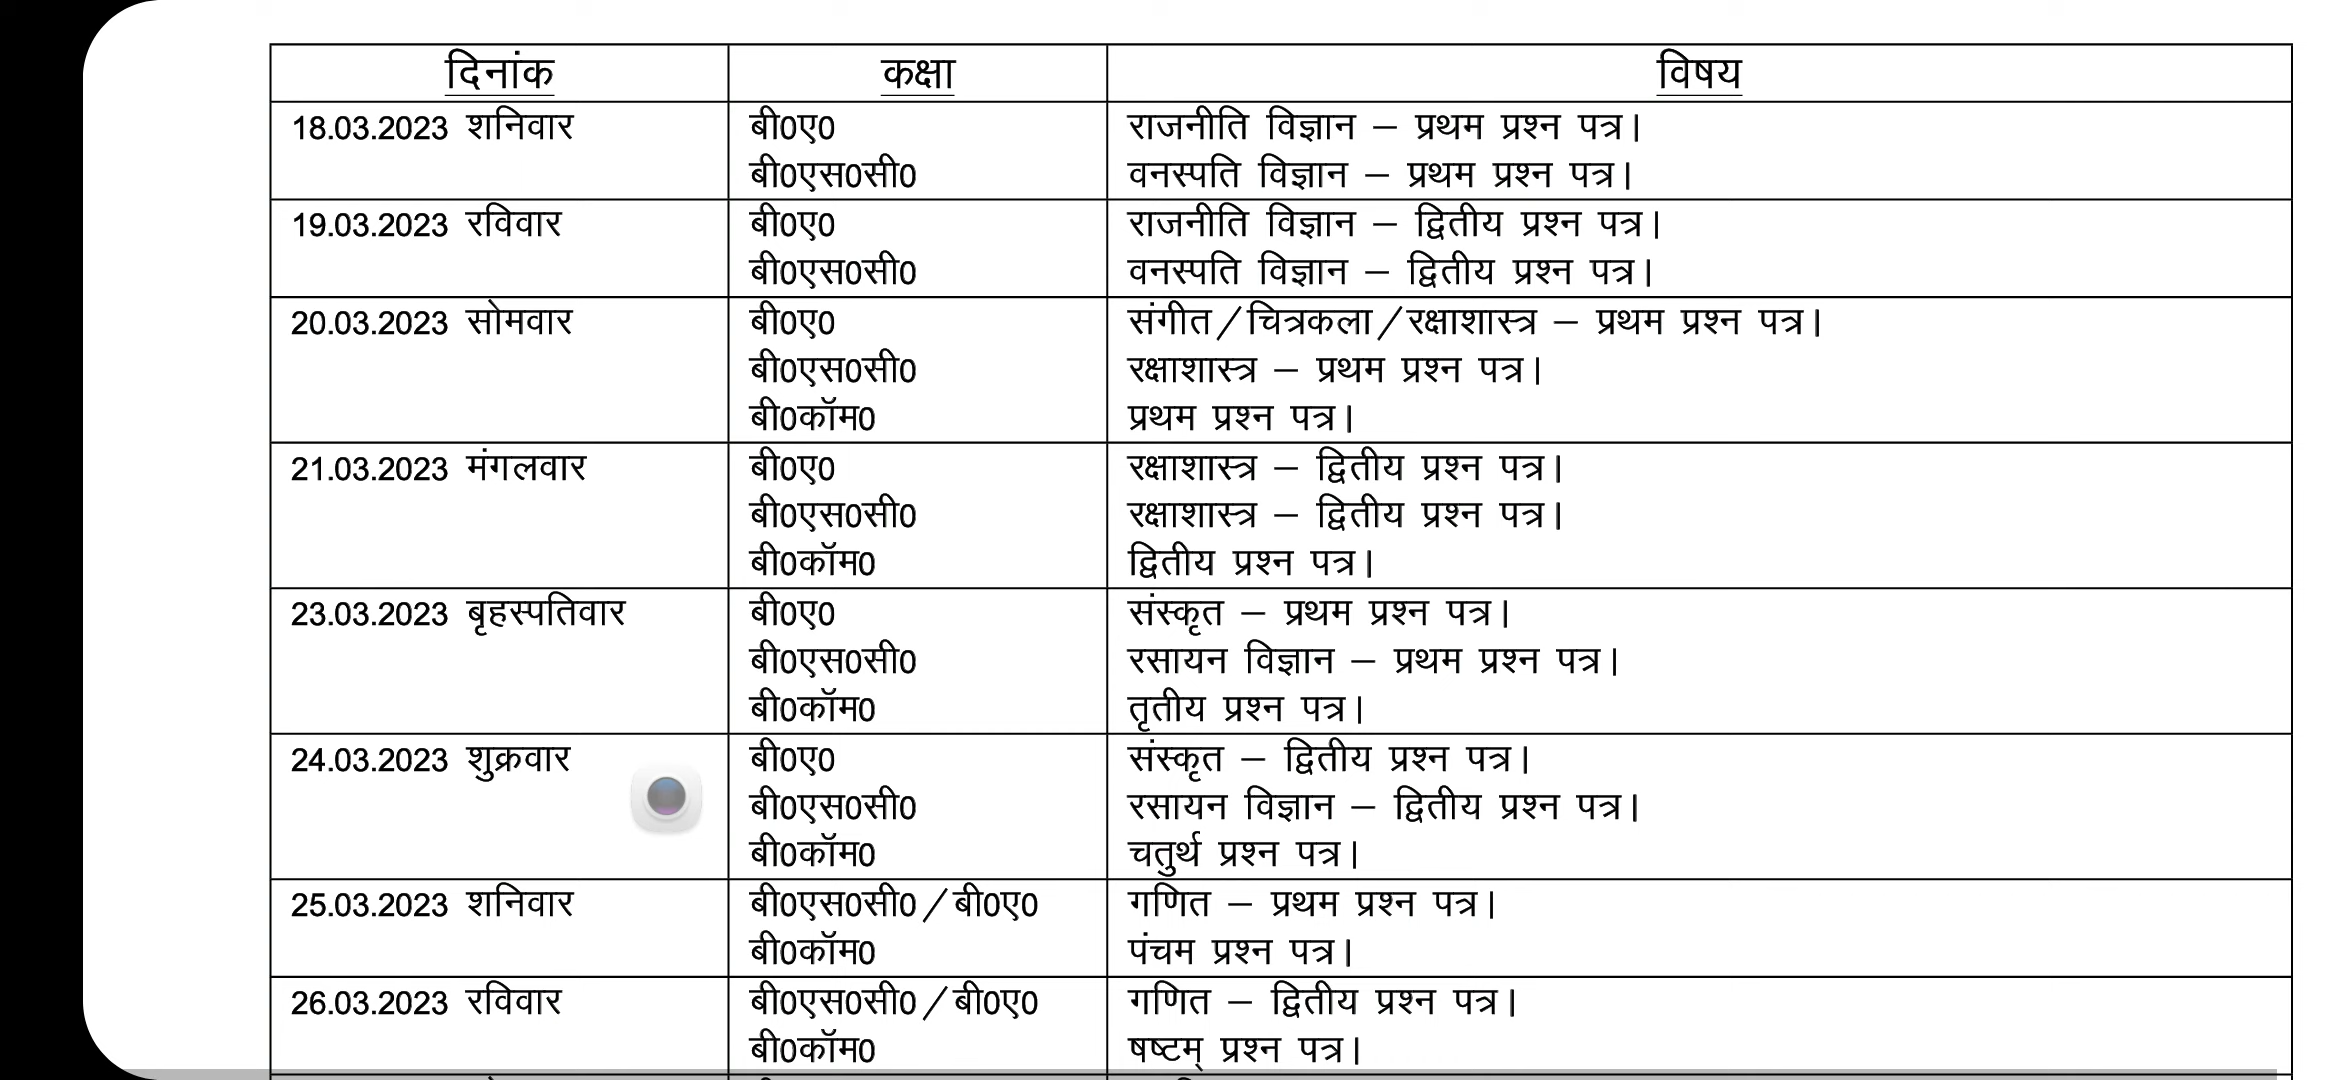 दिनांक कक्षा विषय
18.03.2023 शनिवार बी0ए0 राजनीति विज्ञान – प्रथम प्रश्न पत्र।
बी0एस0सी0 वनस्पति विज्ञान – प्रथम प्रश्न पत्र।
19.03.2023 रविवार बी0ए0 राजनीति विज्ञान – द्वितीय प्रश्न पत्र।
बी0एस0सी0 वनस्पति विज्ञान – द्वितीय प्रश्न पत्र।
20.03.2023 सोमवार बी0ए0 संगीत/चित्रकला/रक्षाशास्त्र – प्रथम प्रश्न पत्र।
बी0एस0सी0 रक्षाशास्त्र – प्रथम प्रश्न पत्र।
बी0कॉम0 प्रथम प्रश्न पत्र।
21.03.2023 मंगलवार बी0ए0 रक्षाशास्त्र – द्वितीय प्रश्न पत्र।
बी0एस0सी0 रक्षाशास्त्र – द्वितीय प्रश्न पत्र।
बी0कॉम0 द्वितीय प्रश्न पत्र।
23.03.2023 बृहस्पतिवार बी0ए0 संस्कृत – प्रथम प्रश्न पत्र।
बी0एस0सी0 रसायन विज्ञान – प्रथम प्रश्न पत्र।
बी0कॉम0 तृतीय प्रश्न पत्र।
24.03.2023 शुक्रवार बी0ए0 संस्कृत – द्वितीय प्रश्न पत्र।
बी0एस0सी0 रसायन विज्ञान – द्वितीय प्रश्न पत्र।
बी0कॉम0 चतुर्थ प्रश्न पत्र।
25.03.2023 शनिवार बी0एस0सी0/बी0ए0 गणित – प्रथम प्रश्न पत्र।
बी0कॉम0 पंचम प्रश्न पत्र।
26.03.2023 रविवार बी0एस0सी0/बी0ए0 गणित – द्वितीय प्रश्न पत्र।
बी0कॉम0 षष्टम् प्रश्न पत्र।